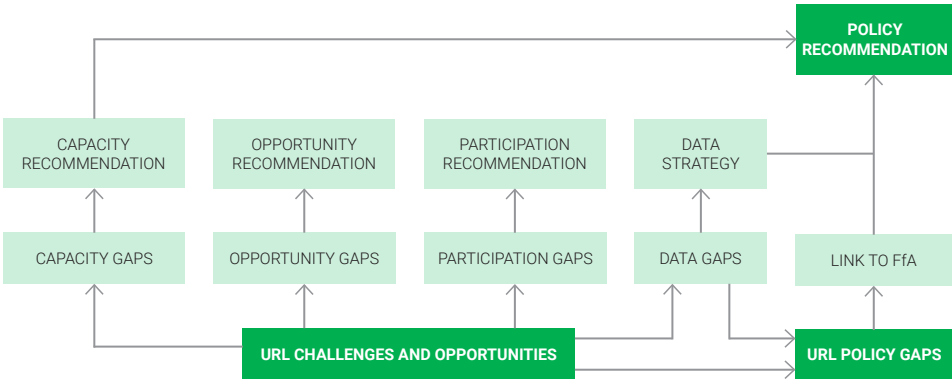 POLICY
RECOMMENDATION
CAPACITY
RECOMMENDATION
OPPORTUNITY
RECOMMENDATION
PARTICIPATION
RECOMMENDATION
DATA
STRATEGY
CAPACITY GAPS
OPPORTUNITY GAPS
PARTICIPATION GAPS
DATA GAPS
LINK TO FfA
URL CHALLENGES AND OPPORTUNITIES
URL POLICY GAPS